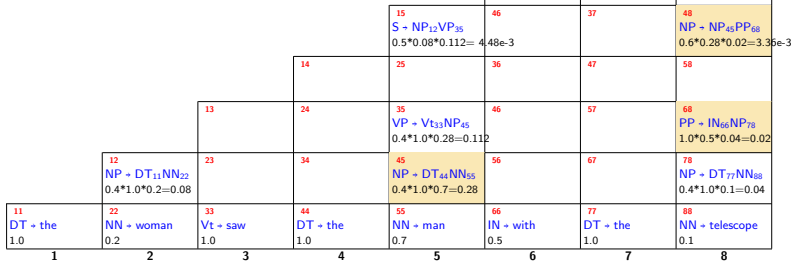 15 46 37 48
S → NP12VP35 NP → NP45PP68
0.5*0.08*0.112= 4.48e-3 0.6*0.28*0.02=3.36e-3
14 25 36 47 58
13 24 35 46 57 68
VP → Vt33NP45 PP → IN66NP78
0.4*1.0*0.28=0.112 1.0*0.5*0.04=0.02
12 23 34 45 56 67 78
NP → DT11NN22 NP → DT44NN55 NP → DT77NN88
0.4*1.0*0.2=0.08 0.4*1.0*0.7=0.28 0.4*1.0*0.1=0.04
11 22 33 44 55 66 77 88
DT → the NN → woman Vt → saw DT → the NN → man IN → with DT → the NN → telescope
1.0 0.2 1.0 1.0 0.7 0.5 1.0 0.1
1 2 3 4 5 6 7 8